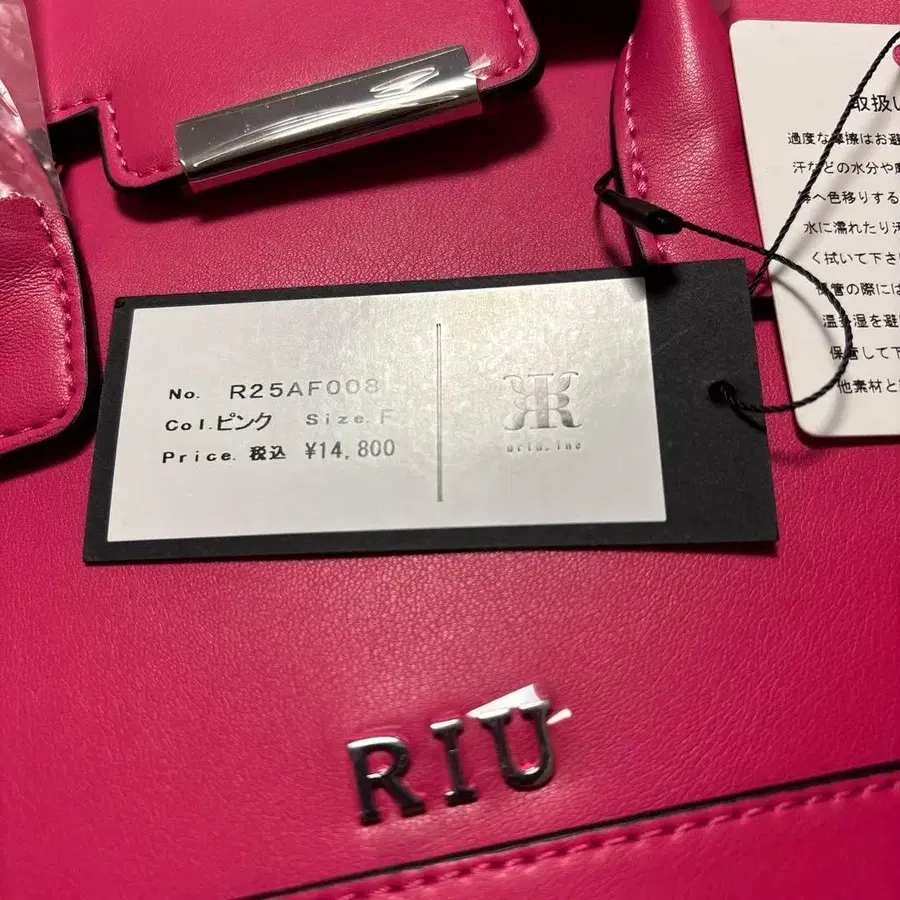 No. R25AF008
Col.ピンク Size.F
Price.税込 ¥14,800
RIU
取扱い
過度な摩擦はお避
汗などの水分や
等へ色移りする
水に濡れたり汚
く拭いて下さ
保管の際には
温多湿を避
保管して下
他素材と